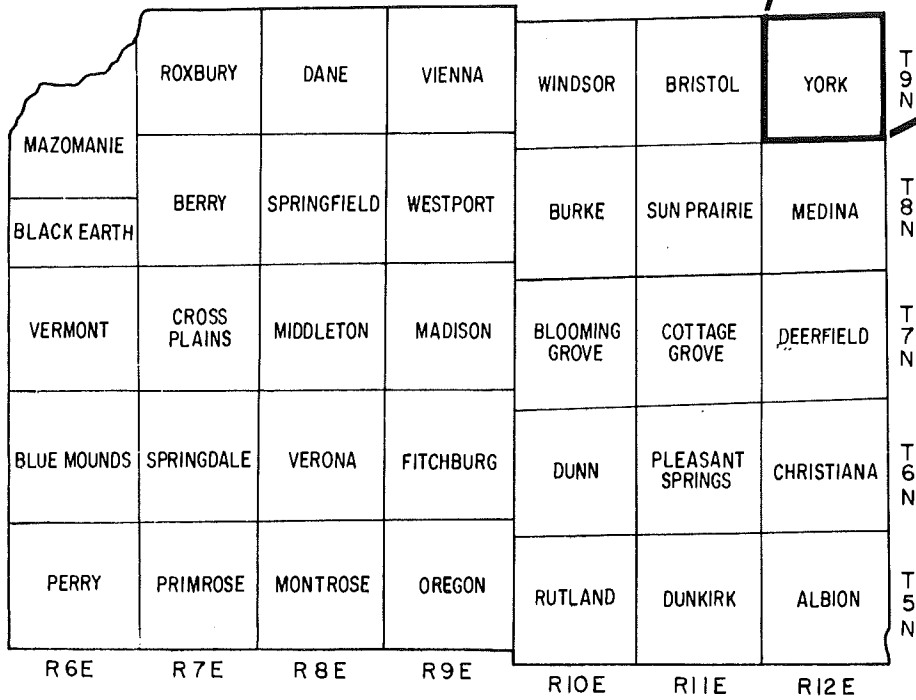 ROXBURY
DANE
VIENNA
WINDSOR
BRISTOL
YORK
T9N
MAZOMANIE
BLACK EARTH
BERRY
SPRINGFIELD
WESTPORT
BURKE
SUN PRAIRIE
MEDINA
T8N
VERMONT
CROSS
PLAINS
MIDDLETON
MADISON
BLOOMING
GROVE
COTTAGE
GROVE
DEERFIELD
T7N
BLUE MOUNDS
SPRINGDALE
VERONA
FITCHBURG
DUNN
PLEASANT
SPRINGS
CHRISTIANA
T6N
PERRY
PRIMROSE
MONTROSE
OREGON
RUTLAND
DUNKIRK
ALBION
T5N
R6E
R7E
R8E
R9E
R10E
R11E
R12E